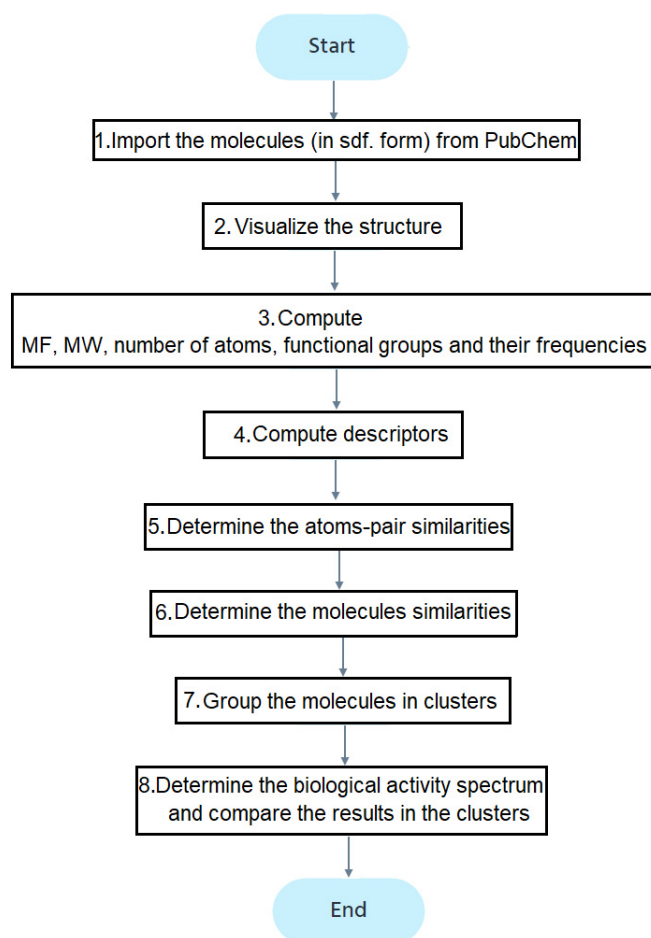 Start
1.Import the molecules (in sdf. form) from PubChem
2.Visualize the structure
3.Compute
MF, MW, number of atoms, functional groups and their frequencies
4.Compute descriptors
5.Determine the atoms-pair similarities
6.Determine the molecules similarities
7.Group the molecules in clusters
8.Determine the biological activity spectrum
and compare the results in the clusters
End